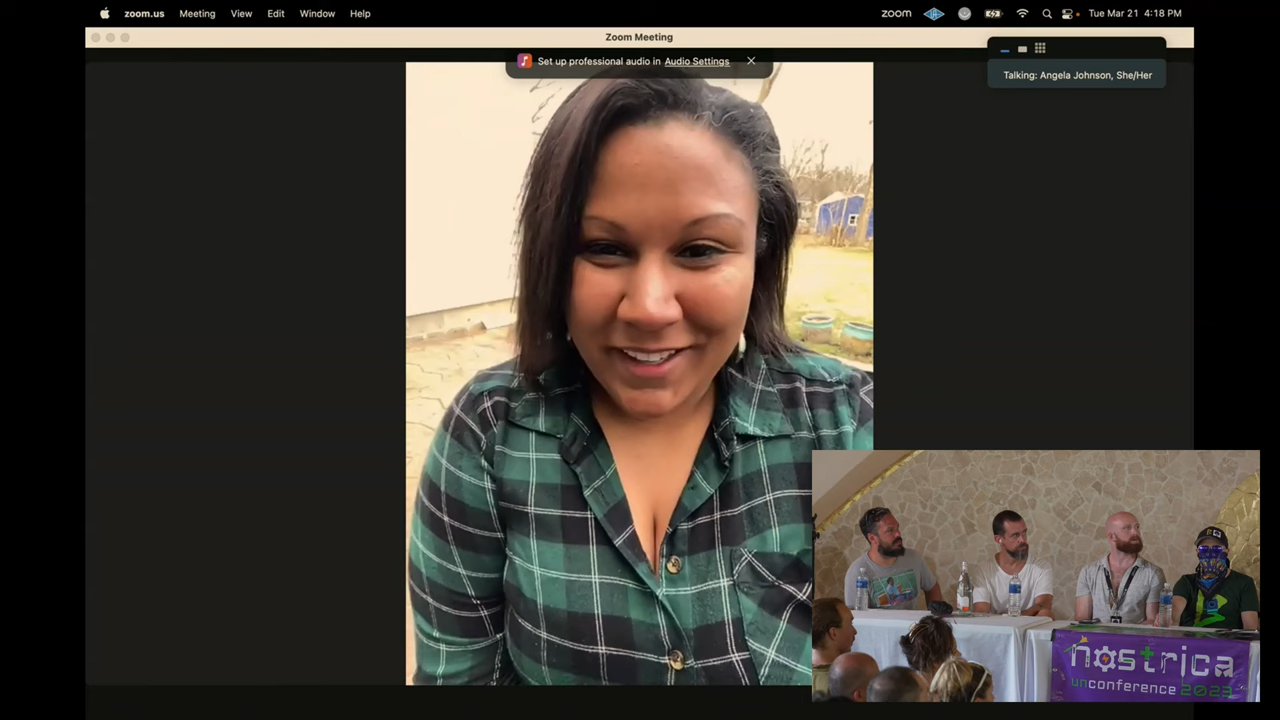 zoom.us Meeting View Edit Window Help zoom Tue Mar 21 4:18 PM
Zoom Meeting
Set up professional audio in Audio Settings
Talking: Angela Johnson, She/Her
nostrica
unconference 2023